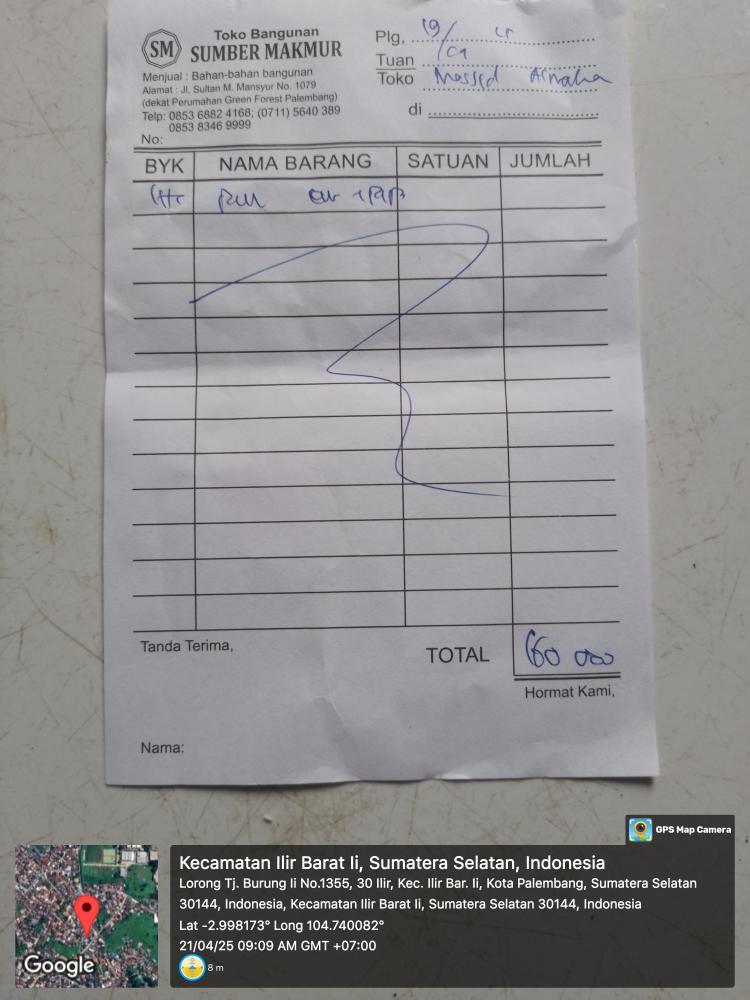 SM
Toko Bangunan
SUMBER MAKMUR
Menjual : Bahan-bahan bangunan
Alamat : Jl. Sultan M. Mansyur No. 1079
(dekat Perumahan Green Forest Palembang)
Telp: 0853 6882 4168; (0711) 5640 389
0853 8346 9999
No:
Plg,
Tuan
Toko
di
BYK NAMA BARANG SATUAN JUMLAH
Tanda Terima,
TOTAL
Hormat Kami,
Nama:
GPS Map Camera
Kecamatan Ilir Barat Ii, Sumatera Selatan, Indonesia
Lorong Tj. Burung Ii No.1355, 30 Ilir, Kec. Ilir Bar. Ii, Kota Palembang, Sumatera Selatan
30144, Indonesia, Kecamatan Ilir Barat Ii, Sumatera Selatan 30144, Indonesia
Lat -2.998173° Long 104.740082°
21/04/25 09:09 AM GMT +07:00
8 m
Google